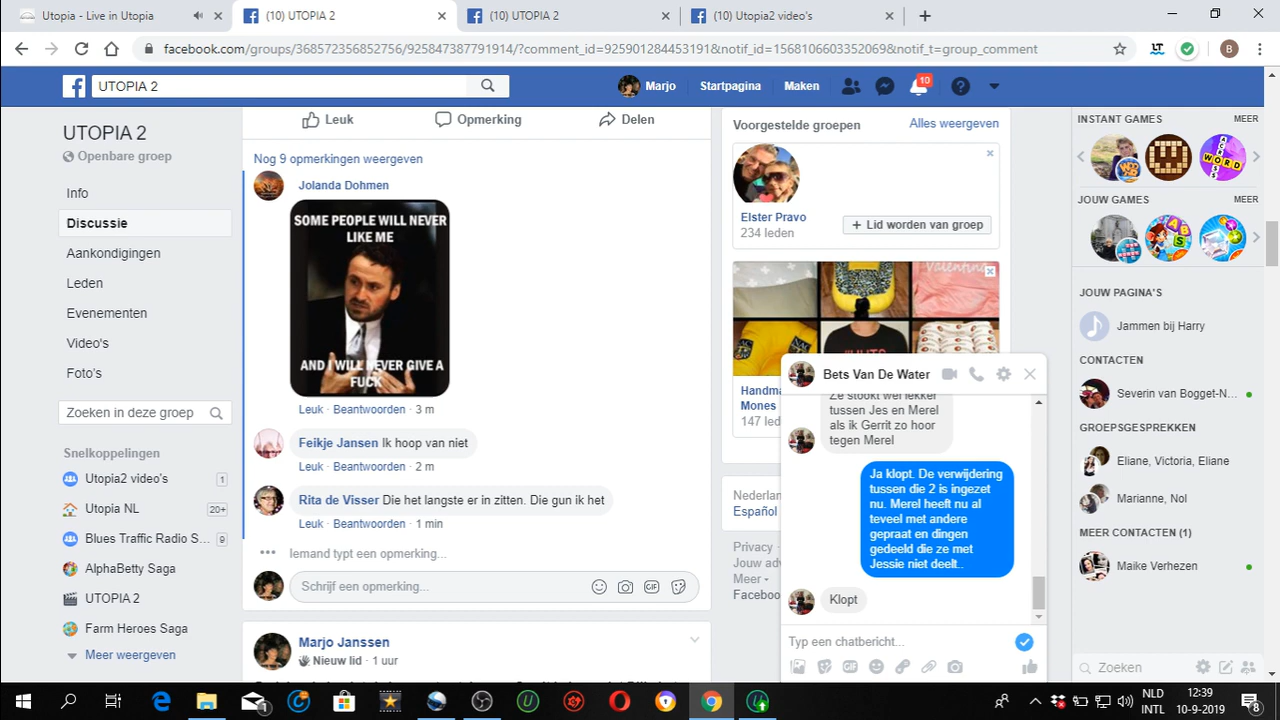 Utopia - Live in Utopia
(10) UTOPIA 2
(10) UTOPIA 2
(10) Utopia2 video's
facebook.com/groups/368572356852756/925847387791914/?comment_id=925901284453191&notif_id=1568106603352069&notif_t=group_comment
B
UTOPIA 2
Marjo
Startpagina
Maken
10
UTOPIA 2
Openbare groep
Info
Discussie
Aankondigingen
Leden
Evenementen
Video's
Foto's
Zoeken in deze groep
Snelkoppelingen
Utopia2 video's 1
Utopia NL 20+
Blues Traffic Radio S... 9
AlphaBetty Saga
UTOPIA 2
Farm Heroes Saga
Meer weergeven
Leuk
Opmerking
Delen
Nog 9 opmerkingen weergeven
Jolanda Dohmen
SOME PEOPLE WILL NEVER
LIKE ME
AND I WILL NEVER GIVE A
FUCK
Leuk · Beantwoorden · 3 m
Feikje Jansen Ik hoop van niet
Leuk · Beantwoorden · 2 m
Rita de Visser Die het langste er in zitten. Die gun ik het
Leuk · Beantwoorden · 1 min
Iemand typt een opmerking...
Schrijf een opmerking...
GIF
Marjo Janssen
Nieuw lid · 1 uur
Voorgestelde groepen
Alles weergeven
Elster Pravo
234 leden
+ Lid worden van groep
Valentino
Handma
Mones
147 led
Nederlan
Español
Privacy ·
Jouw adv
Meer
Faceboo
Bets Van De Water
Ze stookt wel lekker
tussen Jes en Merel
als ik Gerrit zo hoor
tegen Merel
Ja klopt. De verwijdering
tussen die 2 is ingezet
nu. Merel heeft nu al
teveel met andere
gepraat en dingen
gedeeld die ze met
Jessie niet deelt..
Klopt
Typ een chatbericht...
GIF
INSTANT GAMES
MEER
WORD
JOUW GAMES
MEER
JOUW PAGINA'S
Jammen bij Harry
CONTACTEN
Severin van Bogget-N...
GROEPSGESPREKKEN
Eliane, Victoria, Eliane
Marianne, Nol
MEER CONTACTEN (1)
Maike Verhezen
Zoeken
NLD
INTL
12:39
10-9-2019
8